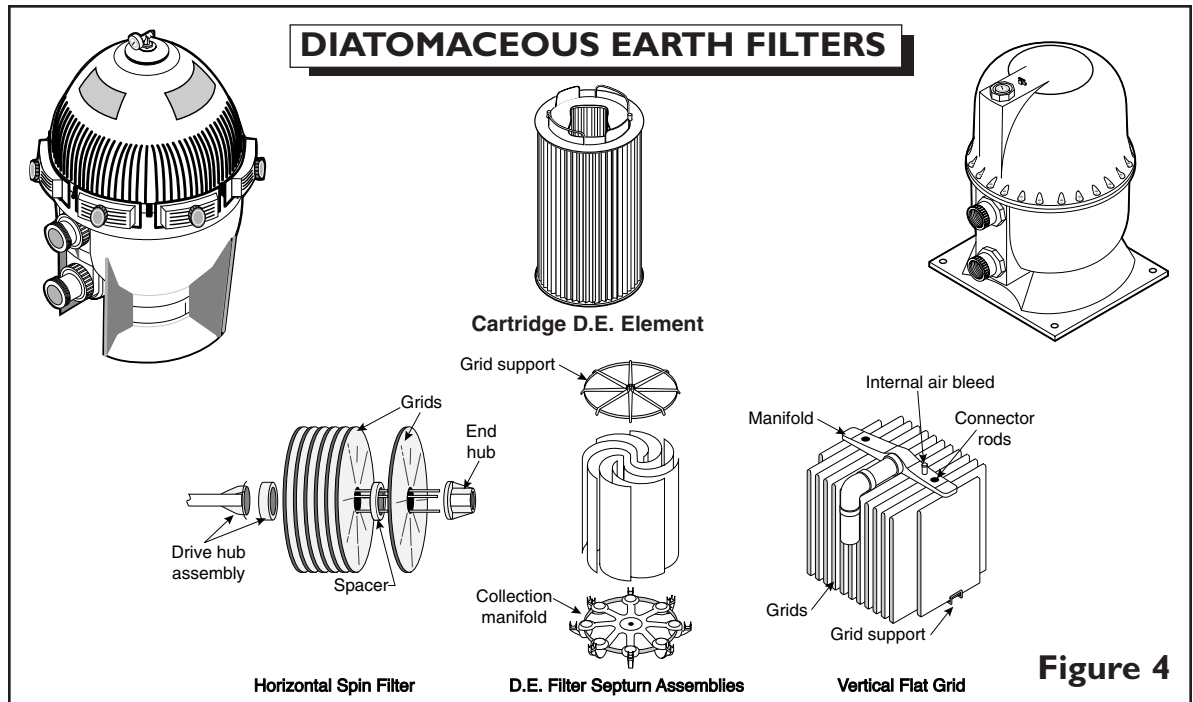 DIATOMACEOUS EARTH FILTERS
Cartridge D.E. Element
Grid support
Grids
End
hub
Drive hub
assembly
Spacer
Collection
manifold
Internal air bleed
Manifold
Connector
rods
Grids
Grid support
Horizontal Spin Filter
D.E. Filter Septurn Assemblies
Vertical Flat Grid
Figure 4